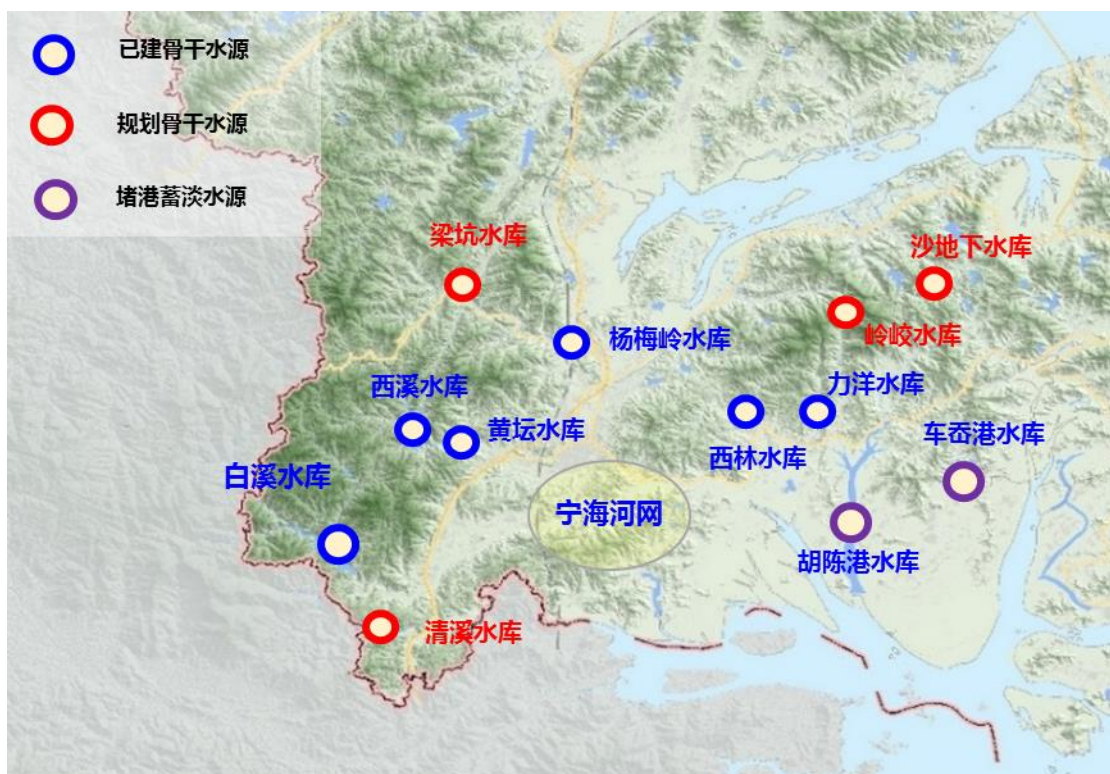 已建骨干水源
规划骨干水源
堵港蓄淡水源
梁坑水库
沙地下水库
岭峧水库
杨梅岭水库
西溪水库
力洋水库
黄坛水库
车岙港水库
西林水库
白溪水库
宁海河网
胡陈港水库
清溪水库